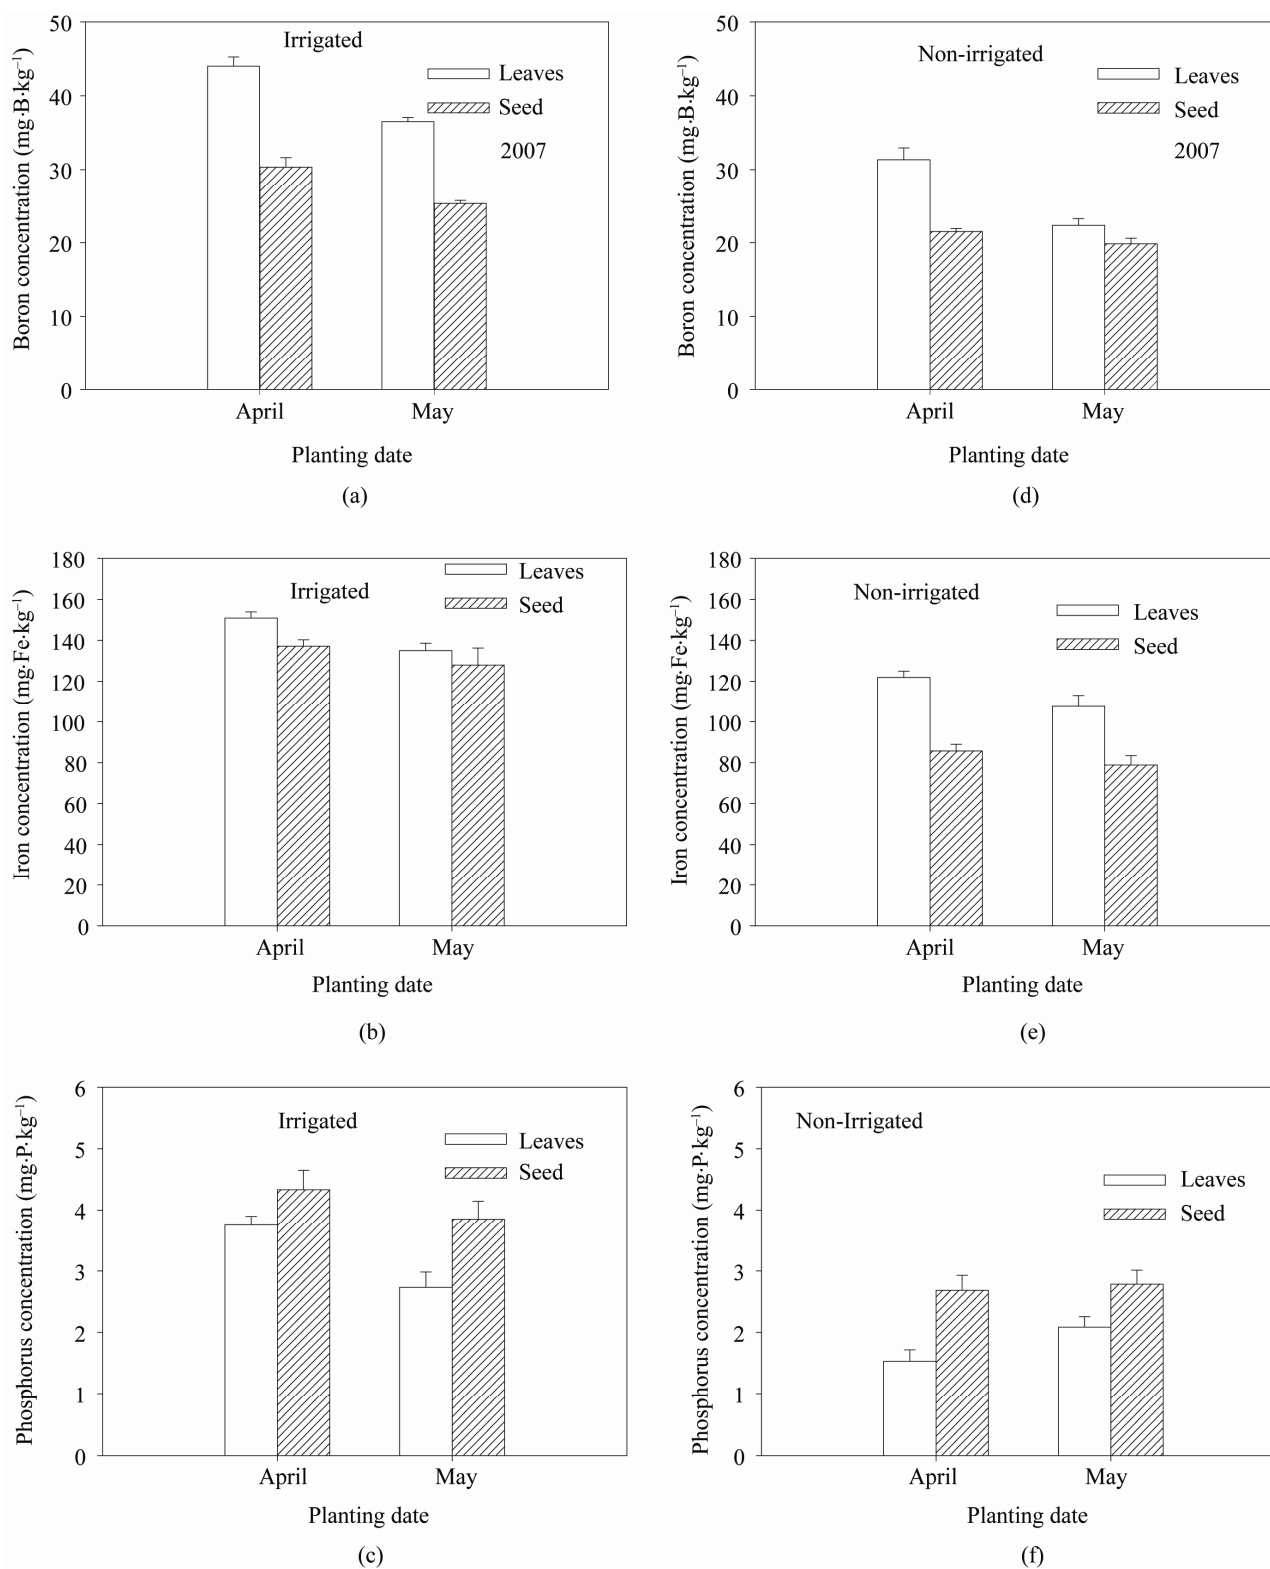 Irrigated
Leaves
Seed
2007
Boron concentration (mg·B·kg⁻¹)
50
40
30
20
10
0
April May
Planting date
(a)
Non-irrigated
Leaves
Seed
2007
Boron concentration (mg·B·kg⁻¹)
50
40
30
20
10
0
April May
Planting date
(d)
Irrigated
Leaves
Seed
Iron concentration (mg·Fe·kg⁻¹)
180
160
140
120
100
80
60
40
20
0
April May
Planting date
(b)
Non-irrigated
Leaves
Seed
Iron concentration (mg·Fe·kg⁻¹)
180
160
140
120
100
80
60
40
20
0
April May
Planting date
(e)
Irrigated
Leaves
Seed
Phosphorus concentration (mg·P·kg⁻¹)
6
5
4
3
2
1
0
April May
Planting date
(c)
Non-Irrigated
Leaves
Seed
Phosphorus concentration (mg·P·kg⁻¹)
6
5
4
3
2
1
0
April May
Planting date
(f)